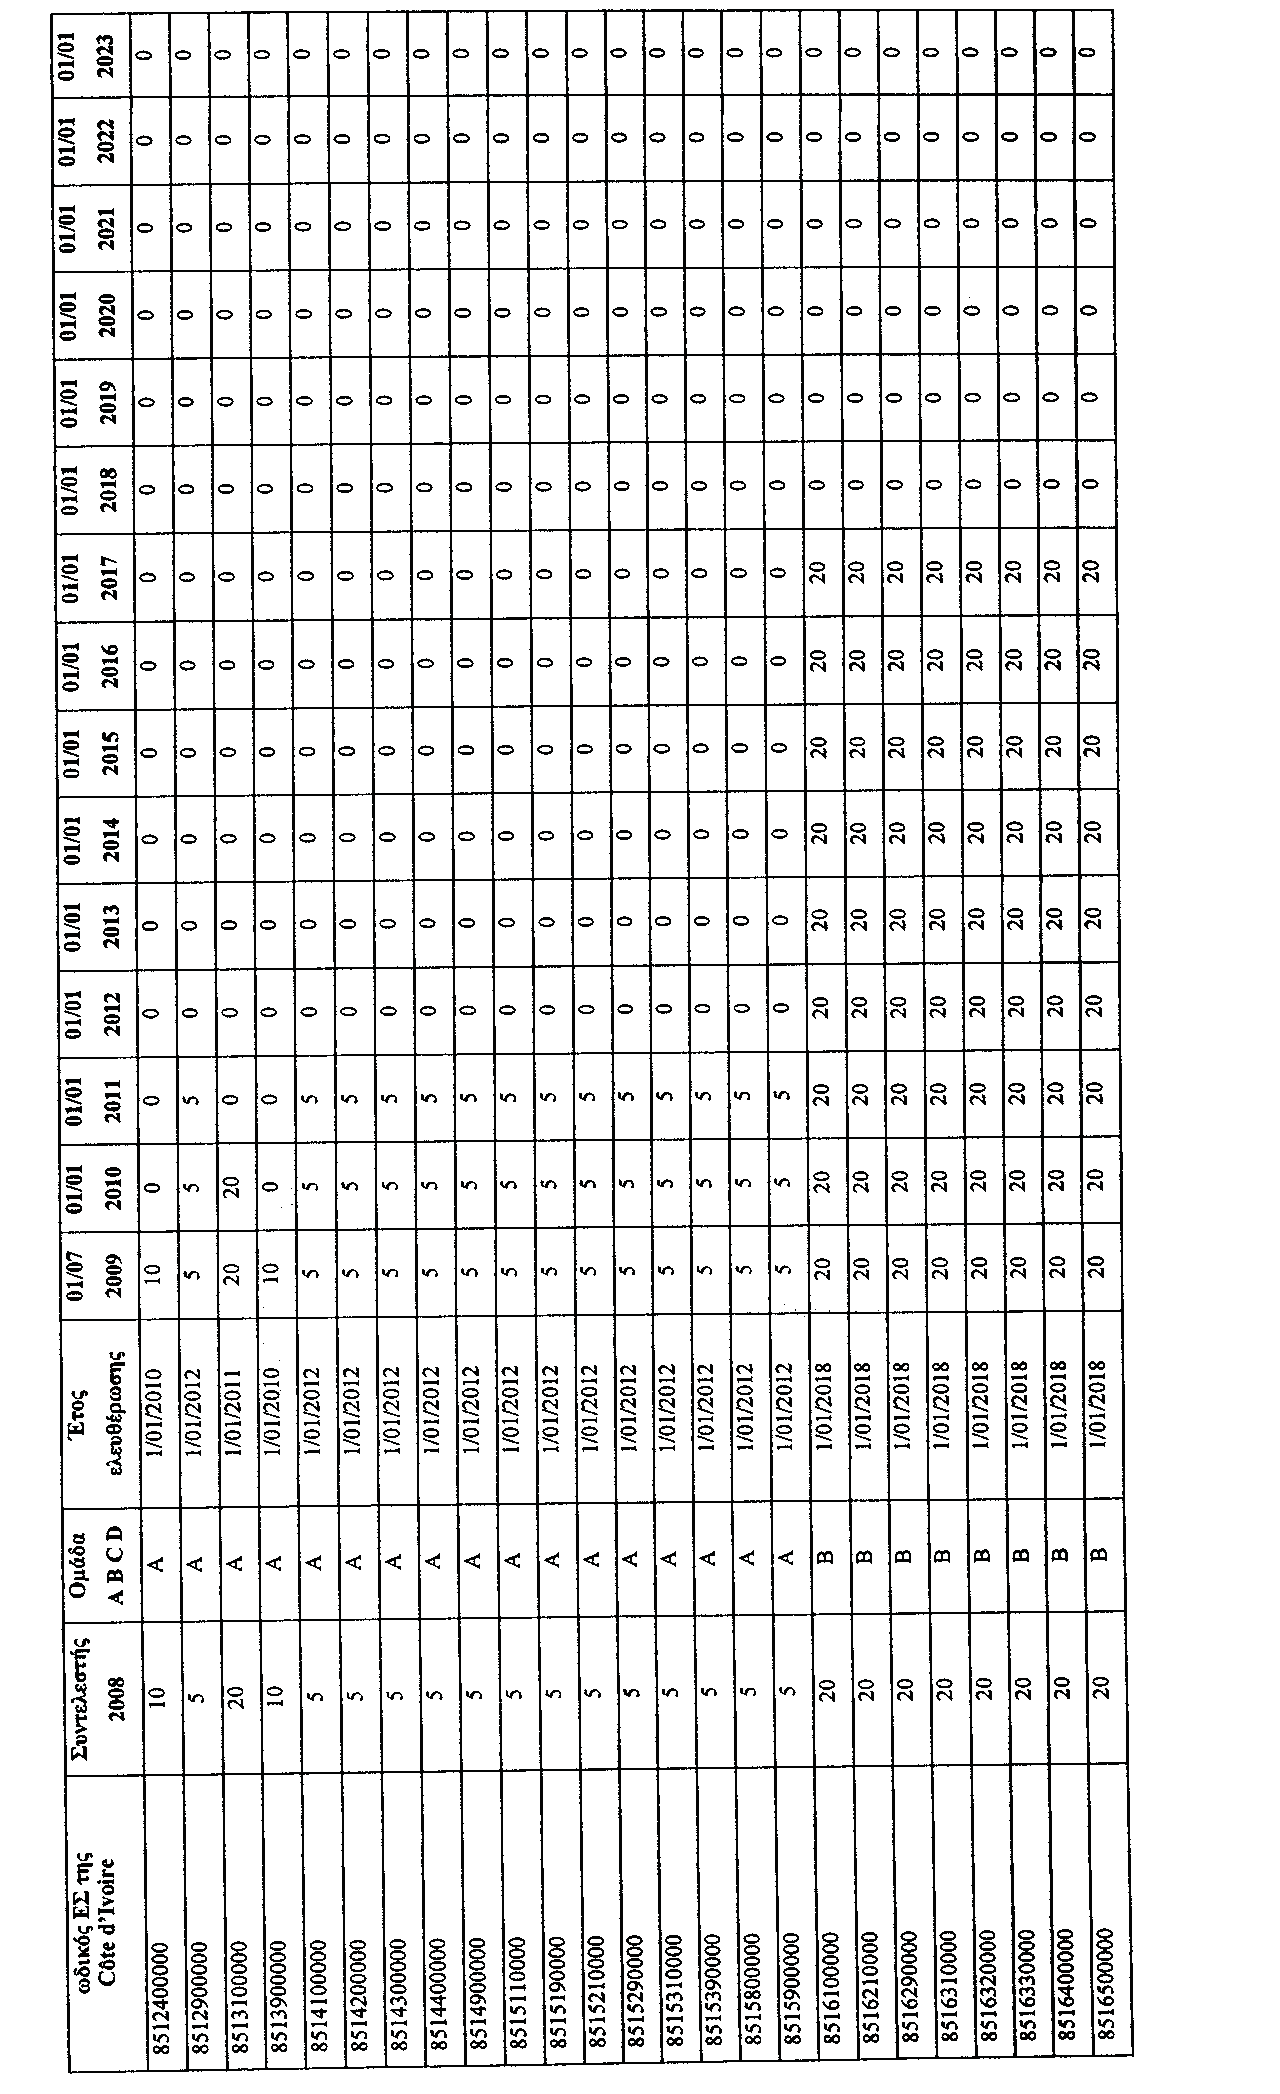 ωδικός ΕΣ της Côte d’Ivoire | Συντελεστής 2008 | Ομάδα A B C D | Έτος ελευθέρωσης | 01/07 2009 | 01/01 2010 | 01/01 2011 | 01/01 2012 | 01/01 2013 | 01/01 2014 | 01/01 2015 | 01/01 2016 | 01/01 2017 | 01/01 2018 | 01/01 2019 | 01/01 2020 | 01/01 2021 | 01/01 2022 | 01/01 2023
8512400000 10 A 1/01/2010 10 0 0 0 0 0 0 0 0 0 0 0 0 0 0
8512900000 5 A 1/01/2012 5 5 5 0 0 0 0 0 0 0 0 0 0 0 0
8513100000 20 A 1/01/2011 20 20 0 0 0 0 0 0 0 0 0 0 0 0 0
8513900000 10 A 1/01/2010 10 0 0 0 0 0 0 0 0 0 0 0 0 0 0
8514100000 5 A 1/01/2012 5 5 5 0 0 0 0 0 0 0 0 0 0 0 0
8514200000 5 A 1/01/2012 5 5 5 0 0 0 0 0 0 0 0 0 0 0 0
8514300000 5 A 1/01/2012 5 5 5 0 0 0 0 0 0 0 0 0 0 0 0
8514400000 5 A 1/01/2012 5 5 5 0 0 0 0 0 0 0 0 0 0 0 0
8514900000 5 A 1/01/2012 5 5 5 0 0 0 0 0 0 0 0 0 0 0 0
8515110000 5 A 1/01/2012 5 5 5 0 0 0 0 0 0 0 0 0 0 0 0
8515190000 5 A 1/01/2012 5 5 5 0 0 0 0 0 0 0 0 0 0 0 0
8515210000 5 A 1/01/2012 5 5 5 0 0 0 0 0 0 0 0 0 0 0 0
8515290000 5 A 1/01/2012 5 5 5 0 0 0 0 0 0 0 0 0 0 0 0
8515310000 5 A 1/01/2012 5 5 5 0 0 0 0 0 0 0 0 0 0 0 0
8515390000 5 A 1/01/2012 5 5 5 0 0 0 0 0 0 0 0 0 0 0 0
8515800000 5 A 1/01/2012 5 5 5 0 0 0 0 0 0 0 0 0 0 0 0
8515900000 5 A 1/01/2012 5 5 5 0 0 0 0 0 0 0 0 0 0 0 0
8516100000 20 B 1/01/2018 20 20 20 20 20 20 20 20 20 0 0 0 0 0 0
8516210000 20 B 1/01/2018 20 20 20 20 20 20 20 20 20 0 0 0 0 0 0
8516290000 20 B 1/01/2018 20 20 20 20 20 20 20 20 20 0 0 0 0 0 0
8516310000 20 B 1/01/2018 20 20 20 20 20 20 20 20 20 0 0 0 0 0 0
8516320000 20 B 1/01/2018 20 20 20 20 20 20 20 20 20 0 0 0 0 0 0
8516330000 20 B 1/01/2018 20 20 20 20 20 20 20 20 20 0 0 0 0 0 0
8516400000 20 B 1/01/2018 20 20 20 20 20 20 20 20 20 0 0 0 0 0 0
8516500000 20 B 1/01/2018 20 20 20 20 20 20 20 20 20 0 0 0 0 0 0